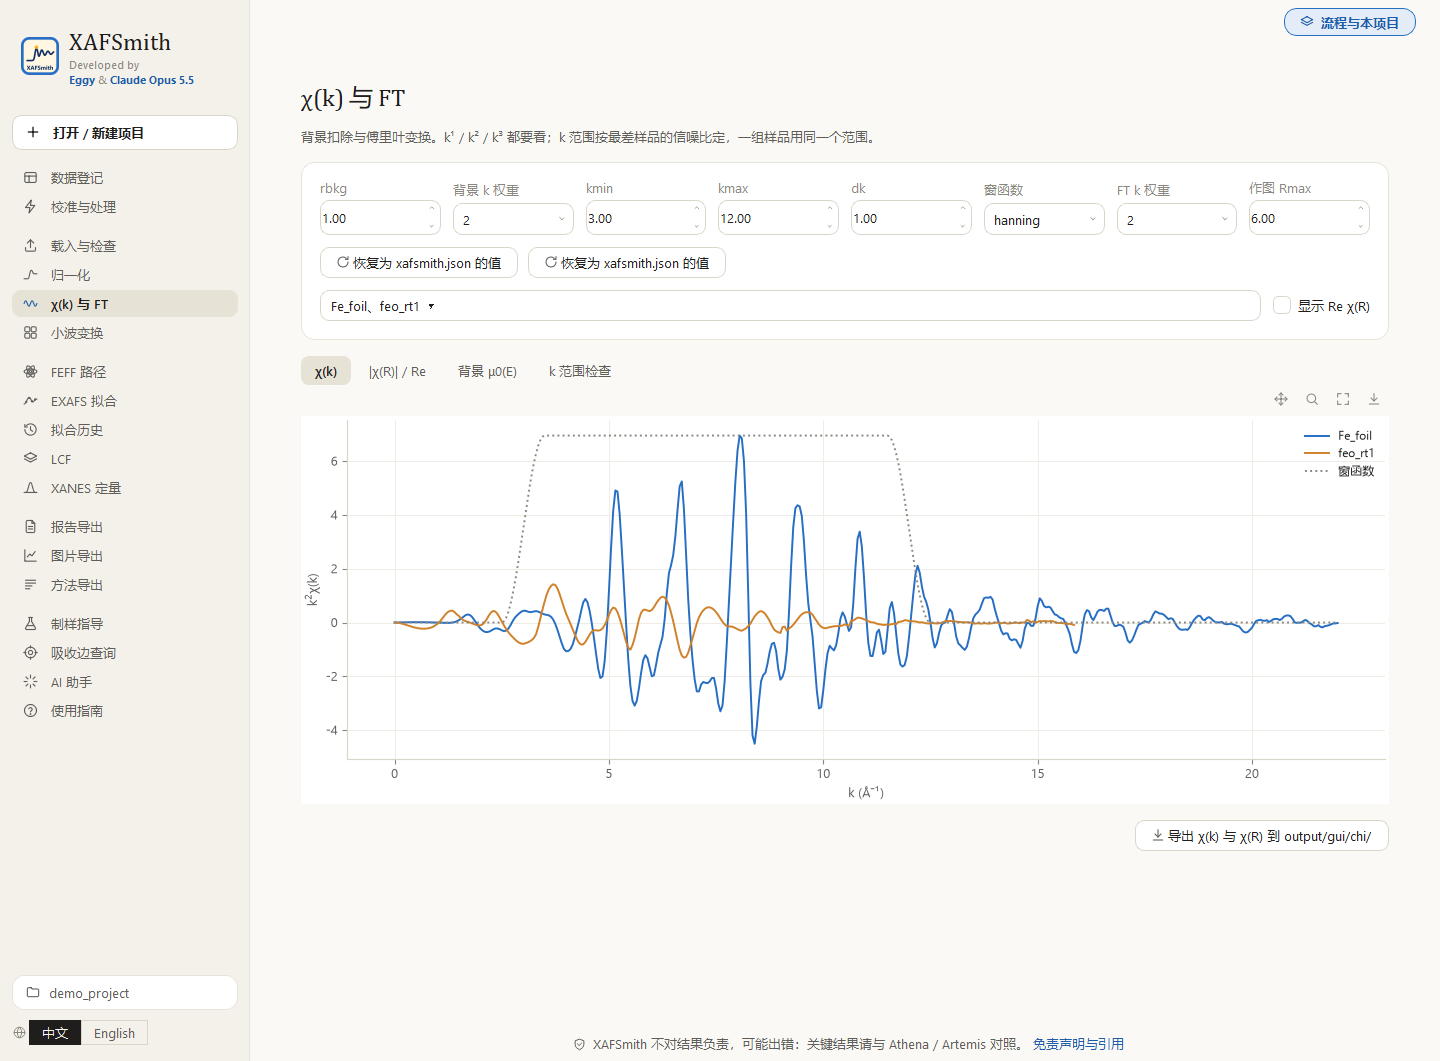 XAFSmith
Developed by
Eggy & Claude Opus 5.5
打开 / 新建项目
数据登记
校准与处理
载入与检查
归一化
χ(k) 与 FT
小波变换
FEFF 路径
EXAFS 拟合
拟合历史
LCF
XANES 定量
报告导出
图片导出
方法导出
制样指导
吸收边查询
AI 助手
使用指南
demo_project
中文 English
流程与本项目
χ(k) 与 FT
背景扣除与傅里叶变换。k¹ / k² / k³ 都要看；k 范围按最差样品的信噪比定，一组样品用同一个范围。
rbkg 背景 k 权重 kmin kmax dk 窗函数 FT k 权重 作图 Rmax
1.00 2 3.00 12.00 1.00 hanning 2 6.00
恢复为 xafsmith.json 的值 恢复为 xafsmith.json 的值
Fe_foil、feo_rt1 显示 Re χ(R)
χ(k) |χ(R)| / Re 背景 μ0(E) k 范围检查
Fe_foil
feo_rt1
窗函数
6
4
2
0
-2
-4
k²χ(k)
0 5 10 15 20
k (Å⁻¹)
导出 χ(k) 与 χ(R) 到 output/gui/chi/
XAFSmith 不对结果负责，可能出错：关键结果请与 Athena / Artemis 对照。 免责声明与引用